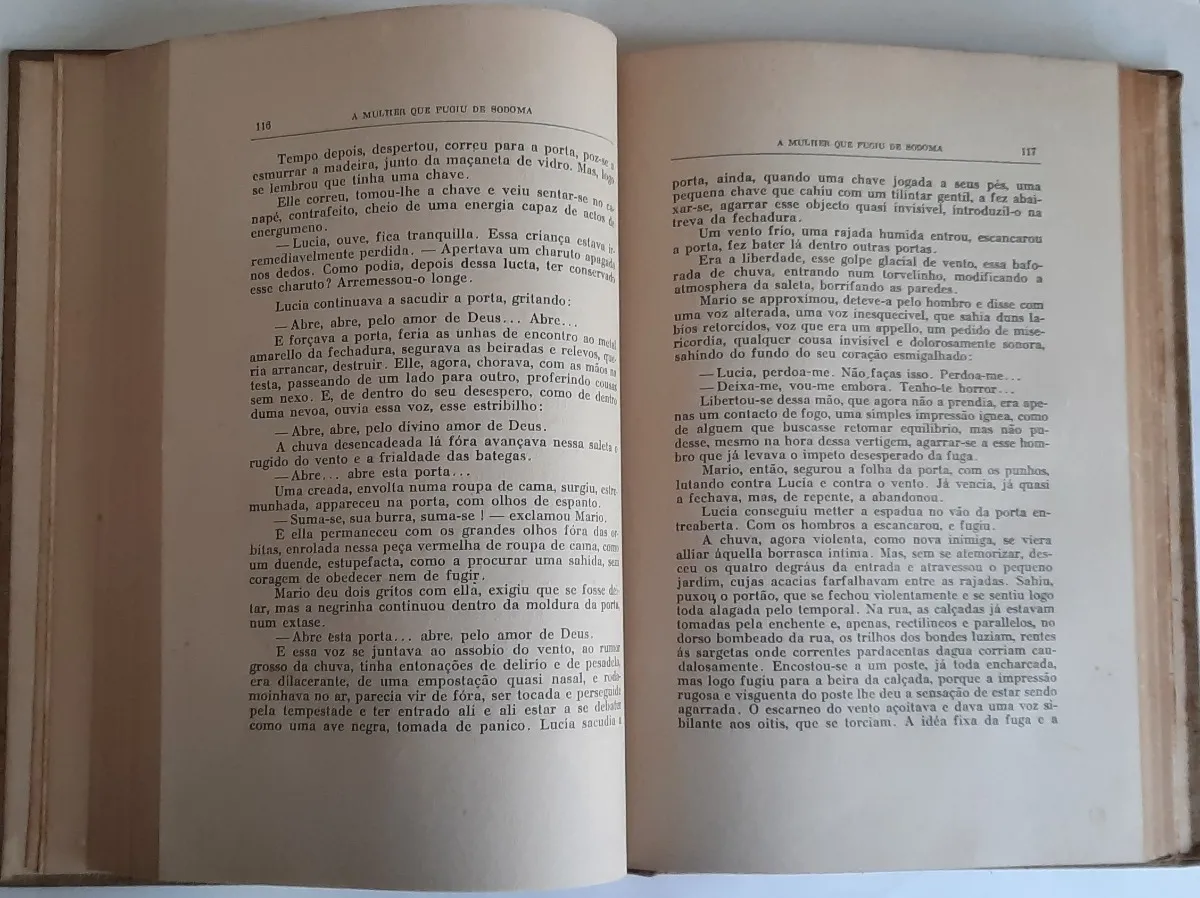 116
A MULHER QUE FUGIU DE SODOMA
Tempo depois, despertou, correu para a porta, poz-se a
esmurrar a madeira, junto da maçaneta de vidro. Mas, logo
se lembrou que tinha uma chave.
Elle correu, tomou-lhe a chave e veiu sentar-se no ca-
napé, contrafeito, cheio de uma energia capaz de actos de
energumeno.
— Lucia, ouve, fica tranquilla. Essa criança estava ir-
remediavelmente perdida. — Apertava um charuto apagado
nos dedos. Como podia, depois dessa lucta, ter conservado
esse charuto? Arremessou-o longe.
Lucia continuava a sacudir a porta, gritando:
— Abre, abre, pelo amor de Deus... Abre...
E forçava a porta, feria as unhas de encontro ao metal
amarello da fechadura, segurava as beiradas e relevos, que-
ria arrancar, destruir. Elle, agora, chorava, com as mãos na
testa, passeando de um lado para outro, proferindo cousas
sem nexo. E, de dentro do seu desespero, como de dentro
duma nevoa, ouvia essa voz, esse estribilho:
— Abre, abre, pelo divino amor de Deus.
A chuva desencadeada lá fóra avançava nessa saleta o
rugido do vento e a frialdade das bategas.
— Abre... abre esta porta...
Uma creada, envolta numa roupa de cama, surgiu, estre-
munhada, appareceu na porta, com olhos de espanto.
— Suma-se, sua burra, suma-se ! — exclamou Mario.
E ella permaneceu com os grandes olhos fóra das or-
bitas, enrolada nessa peça vermelha de roupa de cama, como
um duende, estupefacta, como a procurar uma sahida, sem
coragem de obedecer nem de fugir.
Mario deu dois gritos com ella, exigiu que se fosse dei-
tar, mas a negrinha continuou dentro da moldura da porta,
num extase.
— Abre esta porta... abre, pelo amor de Deus.
E essa voz se juntava ao assobio do vento, ao rumor
grosso da chuva, tinha entonações de delirio e de pesadelo,
era dilacerante, de uma empostação quasi nasal, e rodo-
moinhava no ar, parecia vir de fóra, ser tocada e perseguida
pela tempestade e ter entrado ali e ali estar a se debater
como uma ave negra, tomada de panico. Lucia sacudia a
A MULHER QUE FUGIU DE SODOMA
117
porta, ainda, quando uma chave jogada a seus pés, uma
pequena chave que cahiu com um tilintar gentil, a fez abai-
xar-se, agarrar esse objecto quasi invisivel, introduzil-o na
treva da fechadura.
Um vento frio, uma rajada humida entrou, escancarou
a porta, fez bater lá dentro outras portas.
Era a liberdade, esse golpe glacial de vento, essa bafo-
rada de chuva, entrando num torvelinho, modificando a
atmosphera da saleta, borrifando as paredes.
Mario se approximou, deteve-a pelo hombro e disse com
uma voz alterada, uma voz inesquecivel, que sahia duns la-
bios retorcidos, voz que era um appello, um pedido de mise-
ricordia, qualquer cousa invisivel e dolorosamente sonora,
sahindo do fundo do seu coração esmigalhado:
— Lucia, perdoa-me. Não faças isso. Perdoa-me...
— Deixa-me, vou-me embora. Tenho-te horror...
Libertou-se dessa mão, que agora não a prendia, era ape-
nas um contacto de fogo, uma simples impressão ignea, como
de alguem que buscasse retomar equilibrio, mas não pu-
desse, mesmo na hora dessa vertigem, agarrar-se a esse hom-
bro que já levava o impeto desesperado da fuga.
Mario, então, segurou a folha da porta, com os punhos,
lutando contra Lucia e contra o vento. Já vencia, já quasi
a fechava, mas, de repente, a abandonou.
Lucia conseguiu metter a espadua no vão da porta en-
treaberta. Com os hombros a escancarou, e fugiu.
A chuva, agora violenta, como nova inimiga, se viera
alliar áquella borrasca intima. Mas, sem se atemorizar, des-
ceu os quatro degráus da entrada e atravessou o pequeno
jardim, cujas acacias farfalhavam entre as rajadas. Sahiu,
puxou o portão, que se fechou violentamente e se sentiu logo
toda alagada pelo temporal. Na rua, as calçadas já estavam
tomadas pela enchente e, apenas, rectilineos e parallelos, no
dorso bombeado da rua, os trilhos dos bondes luziam, rentes
ás sargetas onde correntes pardacentas dagua corriam cau-
dalosamente. Encostou-se a um poste, já toda encharcada,
mas logo fugiu para a beira da calçada, porque a impressão
rugosa e visguenta do poste lhe deu a sensação de estar sendo
agarrada. O escarneo do vento açoitava e dava uma voz si-
bilante aos oitis, que se torciam. A idéa fixa da fuga e a